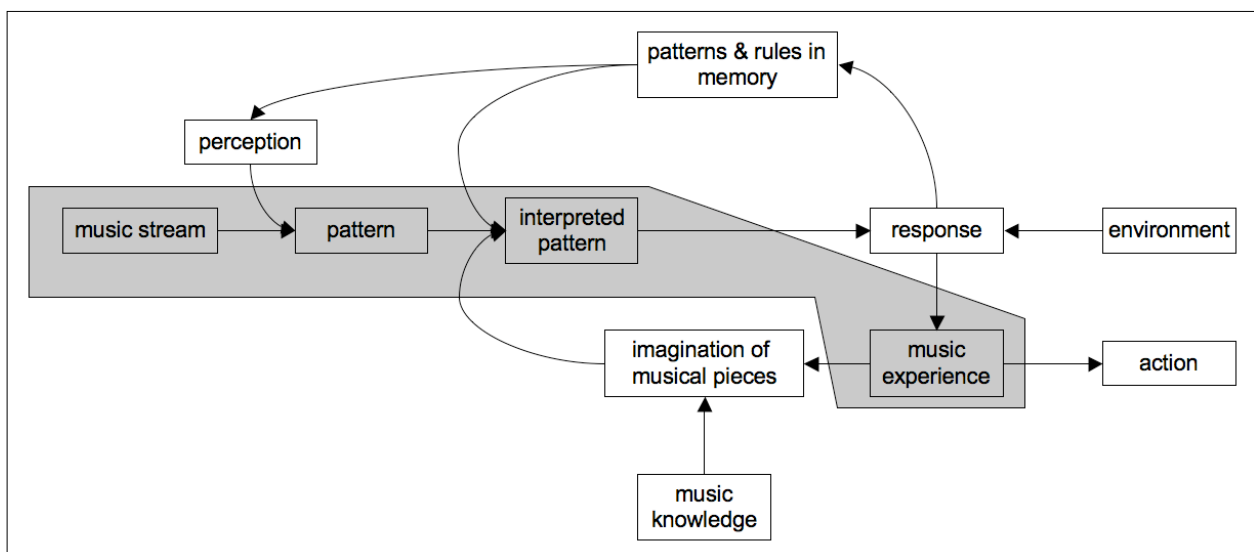 patterns & rules in
memory
perception
music stream
pattern
interpreted
pattern
response
environment
imagination of
musical pieces
music
experience
action
music
knowledge